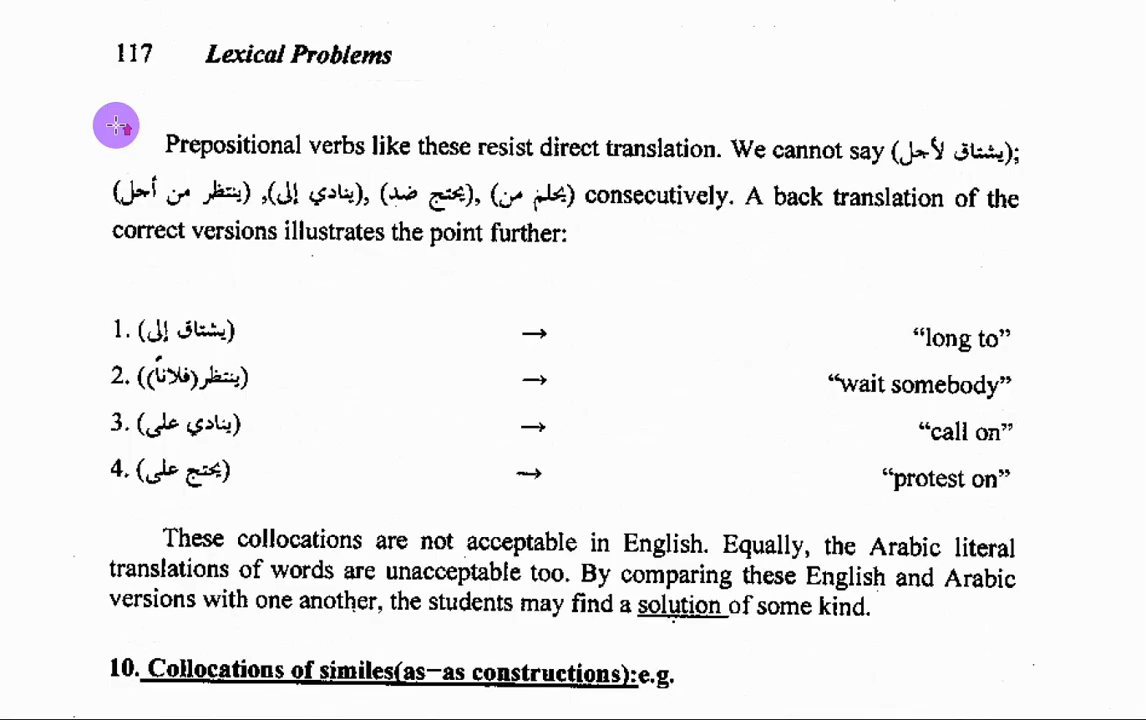 117 Lexical Problems
Prepositional verbs like these resist direct translation. We cannot say (يشتاق لأجل);
(ينتظر من أجل) ,(ينادي إلى), (يحتج ضد), (يحلم من) consecutively. A back translation of the
correct versions illustrates the point further:
1. (يشتاق إلى) → “long to”
2. (ينتظر (فلاناً)) → “wait somebody”
3. (ينادي على) → “call on”
4. (يحتج على) → “protest on”
These collocations are not acceptable in English. Equally, the Arabic literal
translations of words are unacceptable too. By comparing these English and Arabic
versions with one another, the students may find a solution of some kind.
10. Collocations of similes(as–as constructions):e.g.